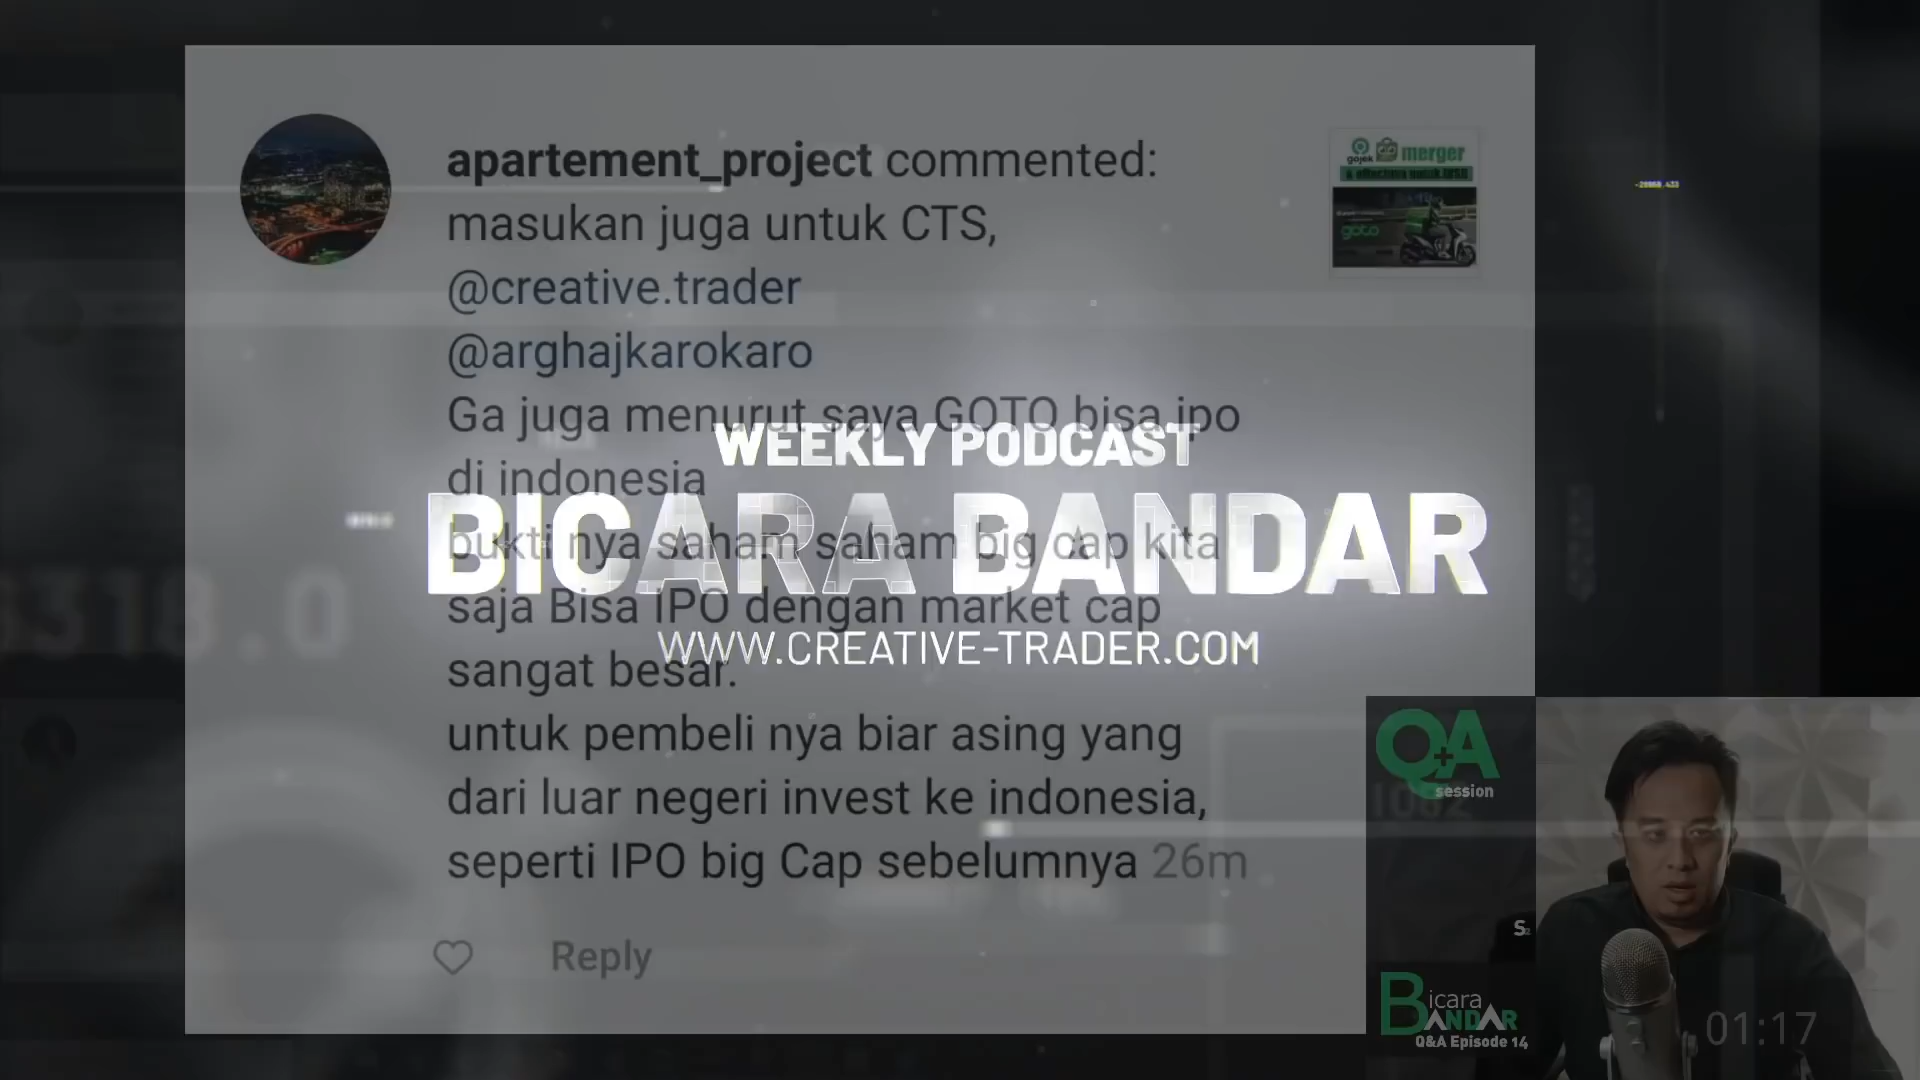 apartement_project commented:
masukan juga untuk CTS,
@creative.trader
@arghajkarokaro
Ga juga menurut saya GOTO bisa ipo
di indonesia
bukti nya saham saham big cap kita
saja Bisa IPO dengan market cap
sangat besar.
untuk pembeli nya biar asing yang
dari luar negeri invest ke indonesia,
seperti IPO big Cap sebelumnya 26m
Reply
gojek merger
goto
WEEKLY PODCAST
BICARA BANDAR
WWW.CREATIVE-TRADER.COM
318.0
Q+A
session
1002
Bicara
BANDAR
Q&A Episode 14
01:17